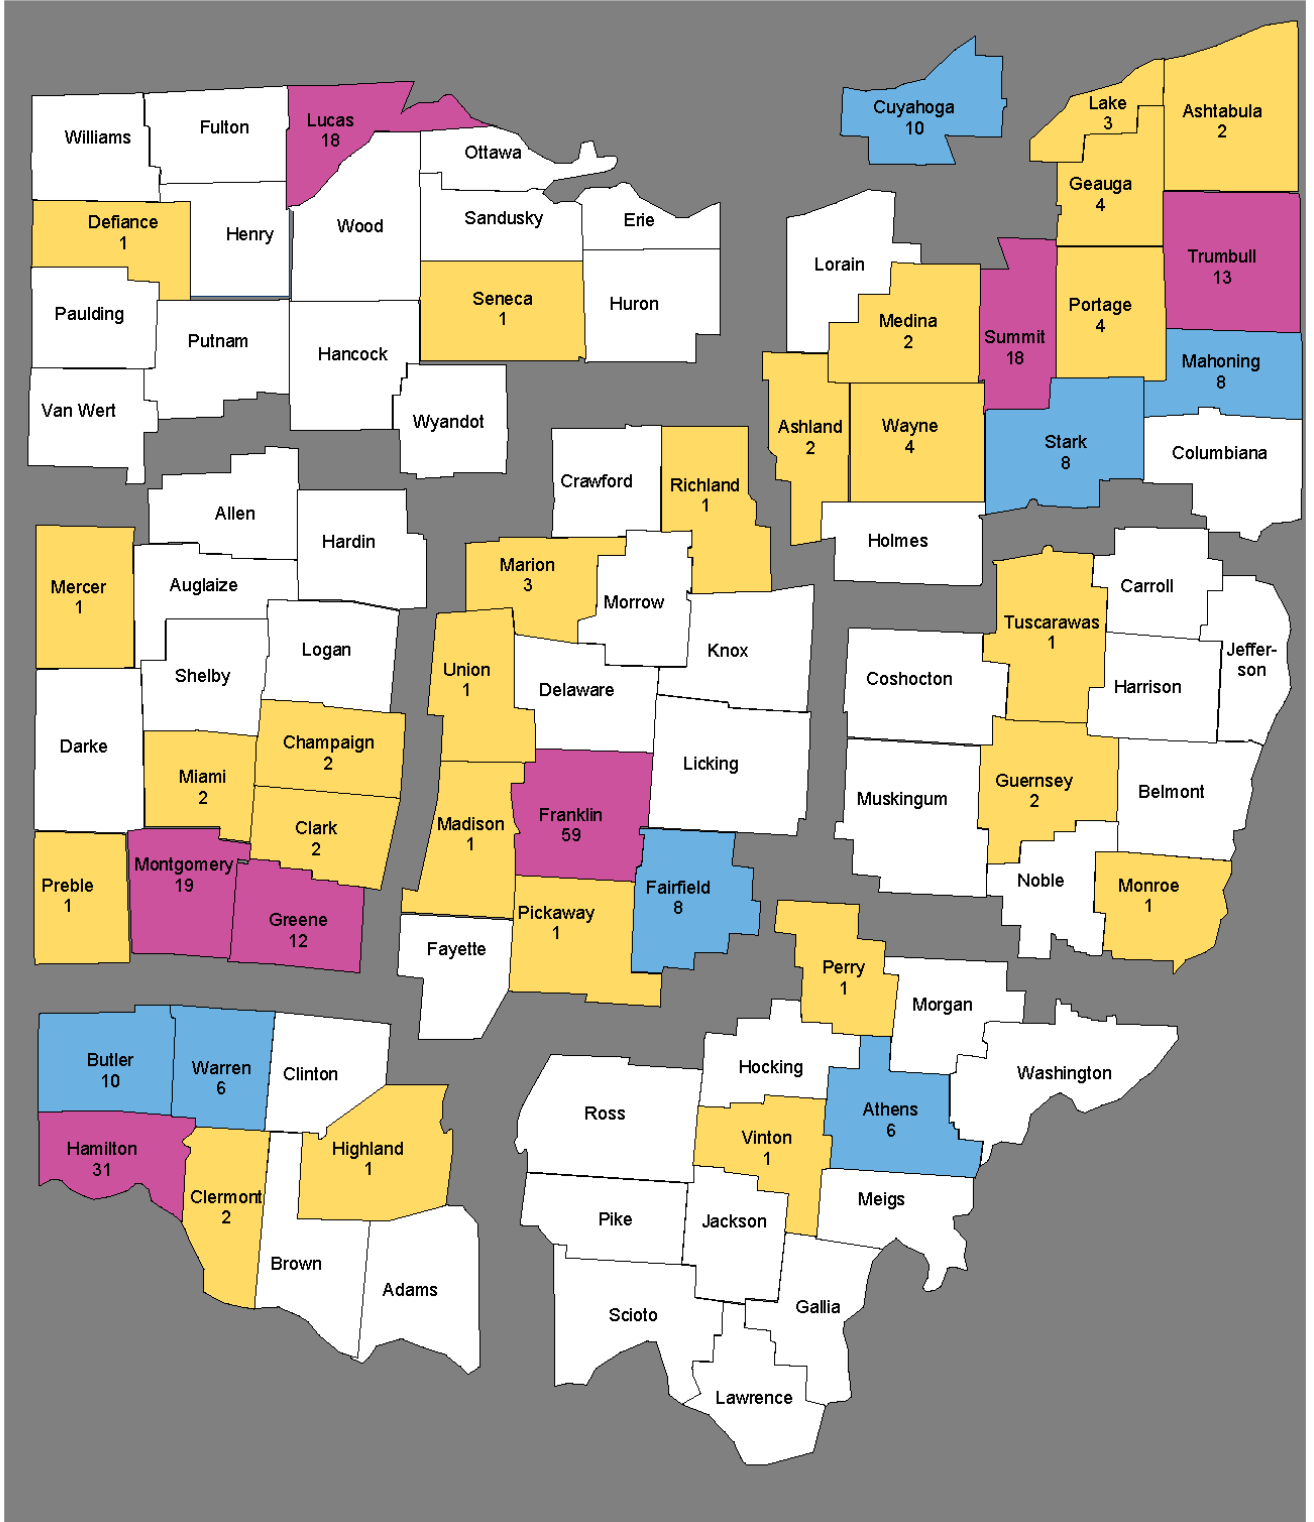 Williams
Fulton
Lucas
18
Ottawa
Defiance
1
Henry
Wood
Sandusky
Erie
Paulding
Putnam
Hancock
Seneca
1
Huron
Van Wert
Wyandot
Cuyahoga
10
Lake
3
Ashtabula
2
Geauga
4
Lorain
Medina
2
Summit
18
Portage
4
Trumbull
13
Mahoning
8
Ashland
2
Wayne
4
Stark
8
Columbiana
Holmes
Allen
Hardin
Mercer
1
Auglaize
Shelby
Logan
Darke
Miami
2
Champaign
2
Clark
2
Preble
1
Montgomery
19
Greene
12
Crawford
Richland
1
Marion
3
Morrow
Union
1
Delaware
Knox
Licking
Madison
1
Franklin
59
Fairfield
8
Pickaway
1
Fayette
Carroll
Tuscarawas
1
Jeffer-
son
Coshocton
Harrison
Muskingum
Guernsey
2
Belmont
Noble
Monroe
1
Butler
10
Warren
6
Clinton
Hamilton
31
Clermont
2
Highland
1
Brown
Adams
Perry
1
Morgan
Hocking
Washington
Ross
Vinton
1
Athens
6
Meigs
Pike
Jackson
Scioto
Gallia
Lawrence